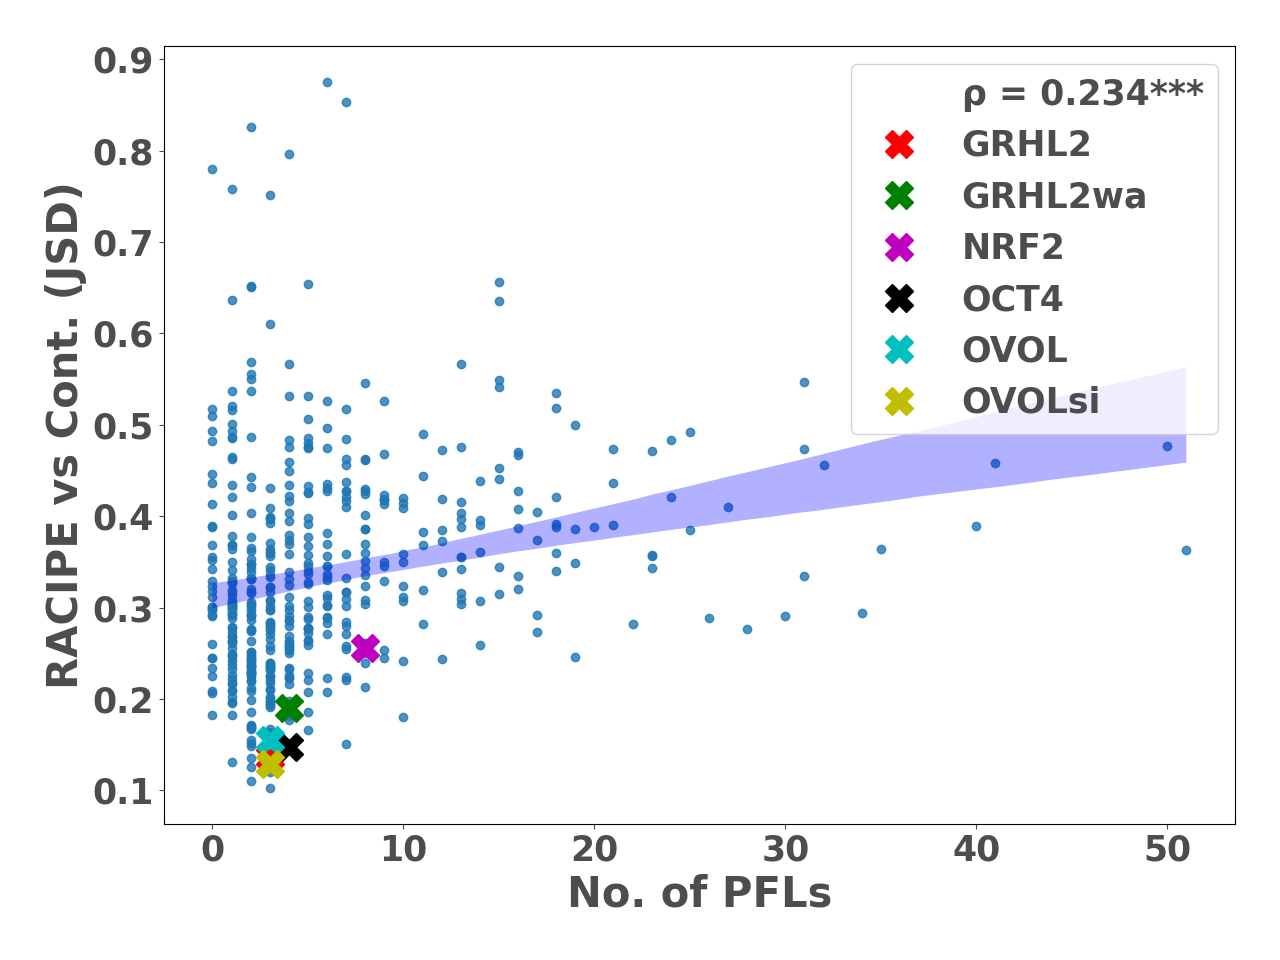 RACIPE vs Cont. (JSD)
0.9
0.8
0.7
0.6
0.5
0.4
0.3
0.2
0.1
ρ = 0.234***
GRHL2
GRHL2wa
NRF2
OCT4
OVOL
OVOLsi
0 10 20 30 40 50
No. of PFLs